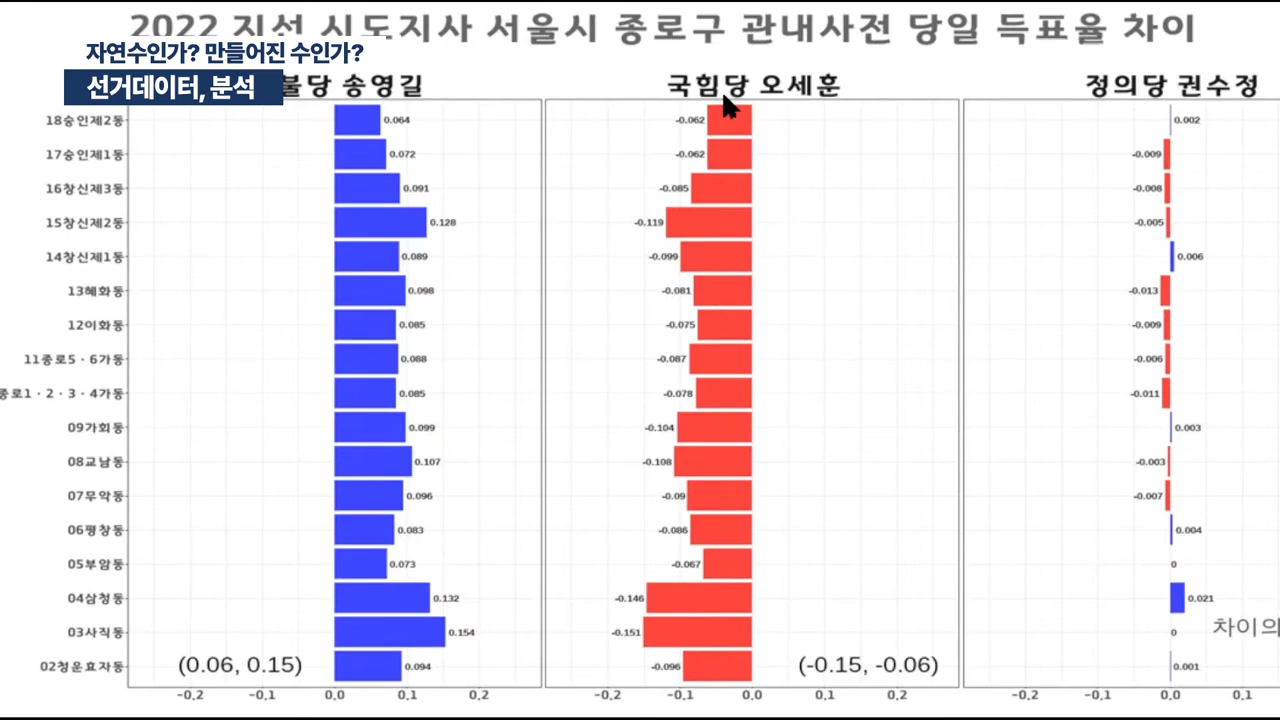 2022 지선 시도지사 서울시 종로구 관내사전 당일 득표율 차이
자연수인가? 만들어진 수인가?
선거데이터, 분석
불당 송영길
국힘당 오세훈
정의당 권수정
18숭인제2동 0.064 -0.062 0.002
17숭인제1동 0.072 -0.062 -0.009
16창신제3동 0.091 -0.085 -0.008
15창신제2동 0.128 -0.119 -0.005
14창신제1동 0.089 -0.099 0.006
13혜화동 0.098 -0.081 -0.013
12이화동 0.085 -0.075 -0.009
11종로5·6가동 0.088 -0.087 -0.006
종로1·2·3·4가동 0.085 -0.078 -0.011
09가회동 0.099 -0.104 0.003
08교남동 0.107 -0.108 -0.003
07무악동 0.096 -0.09 -0.007
06평창동 0.083 -0.086 0.004
05부암동 0.073 -0.067 0
04삼청동 0.132 -0.146 0.021
03사직동 0.154 -0.151 0 차이의
02청운효자동 (0.06, 0.15) 0.094 -0.096 (-0.15, -0.06) 0.001
-0.2 -0.1 0.0 0.1 0.2 -0.2 -0.1 0.0 0.1 0.2 -0.2 -0.1 0.0 0.1